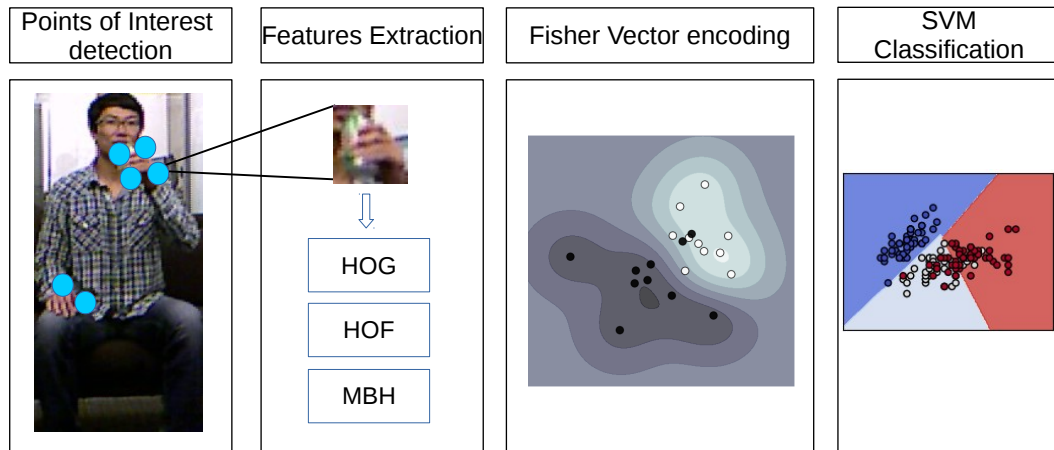 Points of Interest
detection
Features Extraction
Fisher Vector encoding
SVM
Classification
HOG
HOF
MBH